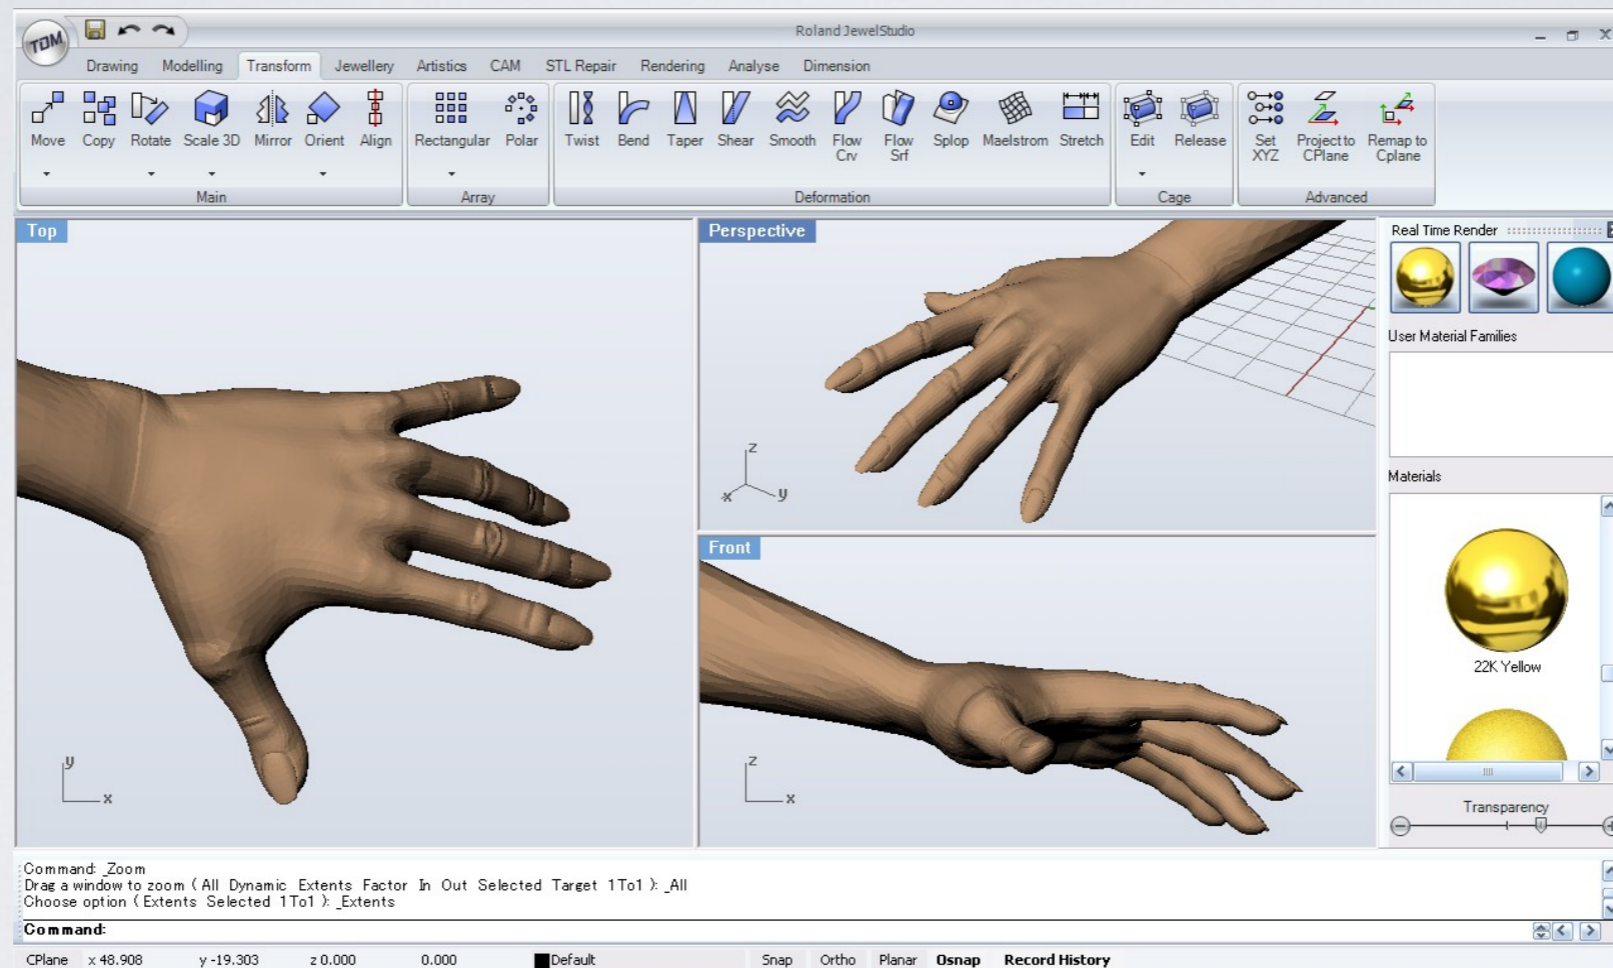 Roland JewelStudio
TDM
Drawing Modelling Transform Jewellery Artistics CAM STL Repair Rendering Analyse Dimension
Move Copy Rotate Scale 3D Mirror Orient Align
Main
Rectangular Polar
Array
Twist Bend Taper Shear Smooth Flow Crv Flow Srf Splop Maelstrom Stretch
Deformation
Edit Release
Cage
Set XYZ Project to CPlane Remap to Cplane
Advanced
Top
y
x
Perspective
z
x
y
Front
z
x
Real Time Render
User Material Families
Materials
22K Yellow
Transparency
Command: _Zoom
Drag a window to zoom ( All Dynamic Extents Factor In Out Selected Target 1To1 ): _All
Choose option ( Extents Selected 1To1 ): _Extents
Command:
CPlane x 48.908 y -19.303 z 0.000 0.000 Default Snap Ortho Planar Osnap Record History